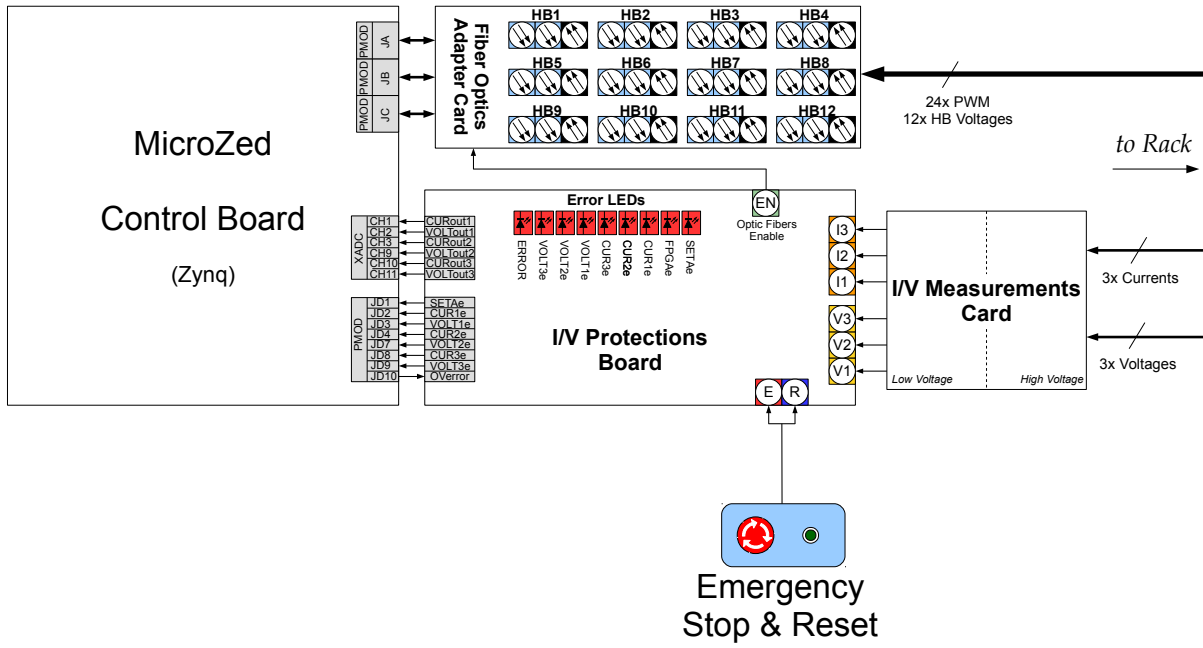 MicroZed
Control Board
(Zynq)
PMOD JA
PMOD JB
PMOD JC
Fiber Optics
Adapter Card
HB1 HB2 HB3 HB4
HB5 HB6 HB7 HB8
HB9 HB10 HB11 HB12
24x PWM
12x HB Voltages
to Rack
XADC
CH1 CURout1
CH2 VOLTout1
CH3 CURout2
CH9 VOLTout2
CH10 CURout3
CH11 VOLTout3
PMOD
JD1 SETAe
JD2 CUR1e
JD3 VOLT1e
JD4 CUR2e
JD7 VOLT2e
JD8 CUR3e
JD9 VOLT3e
JD10 OVerror
Error LEDs
ERROR
VOLT3e
VOLT2e
VOLT1e
CUR3e
CUR2e
CUR1e
FPGAe
SETAe
EN
Optic Fibers
Enable
I/V Protections
Board
I3
I2
I1
V3
V2
V1
E R
I/V Measurements
Card
Low Voltage High Voltage
3x Currents
3x Voltages
Emergency
Stop & Reset